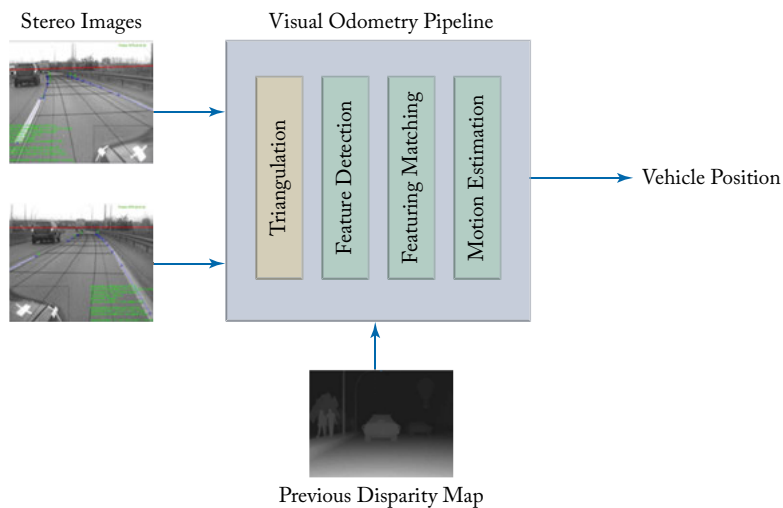 Stereo Images
Visual Odometry Pipeline
Triangulation
Feature Detection
Featuring Matching
Motion Estimation
Vehicle Position
Previous Disparity Map